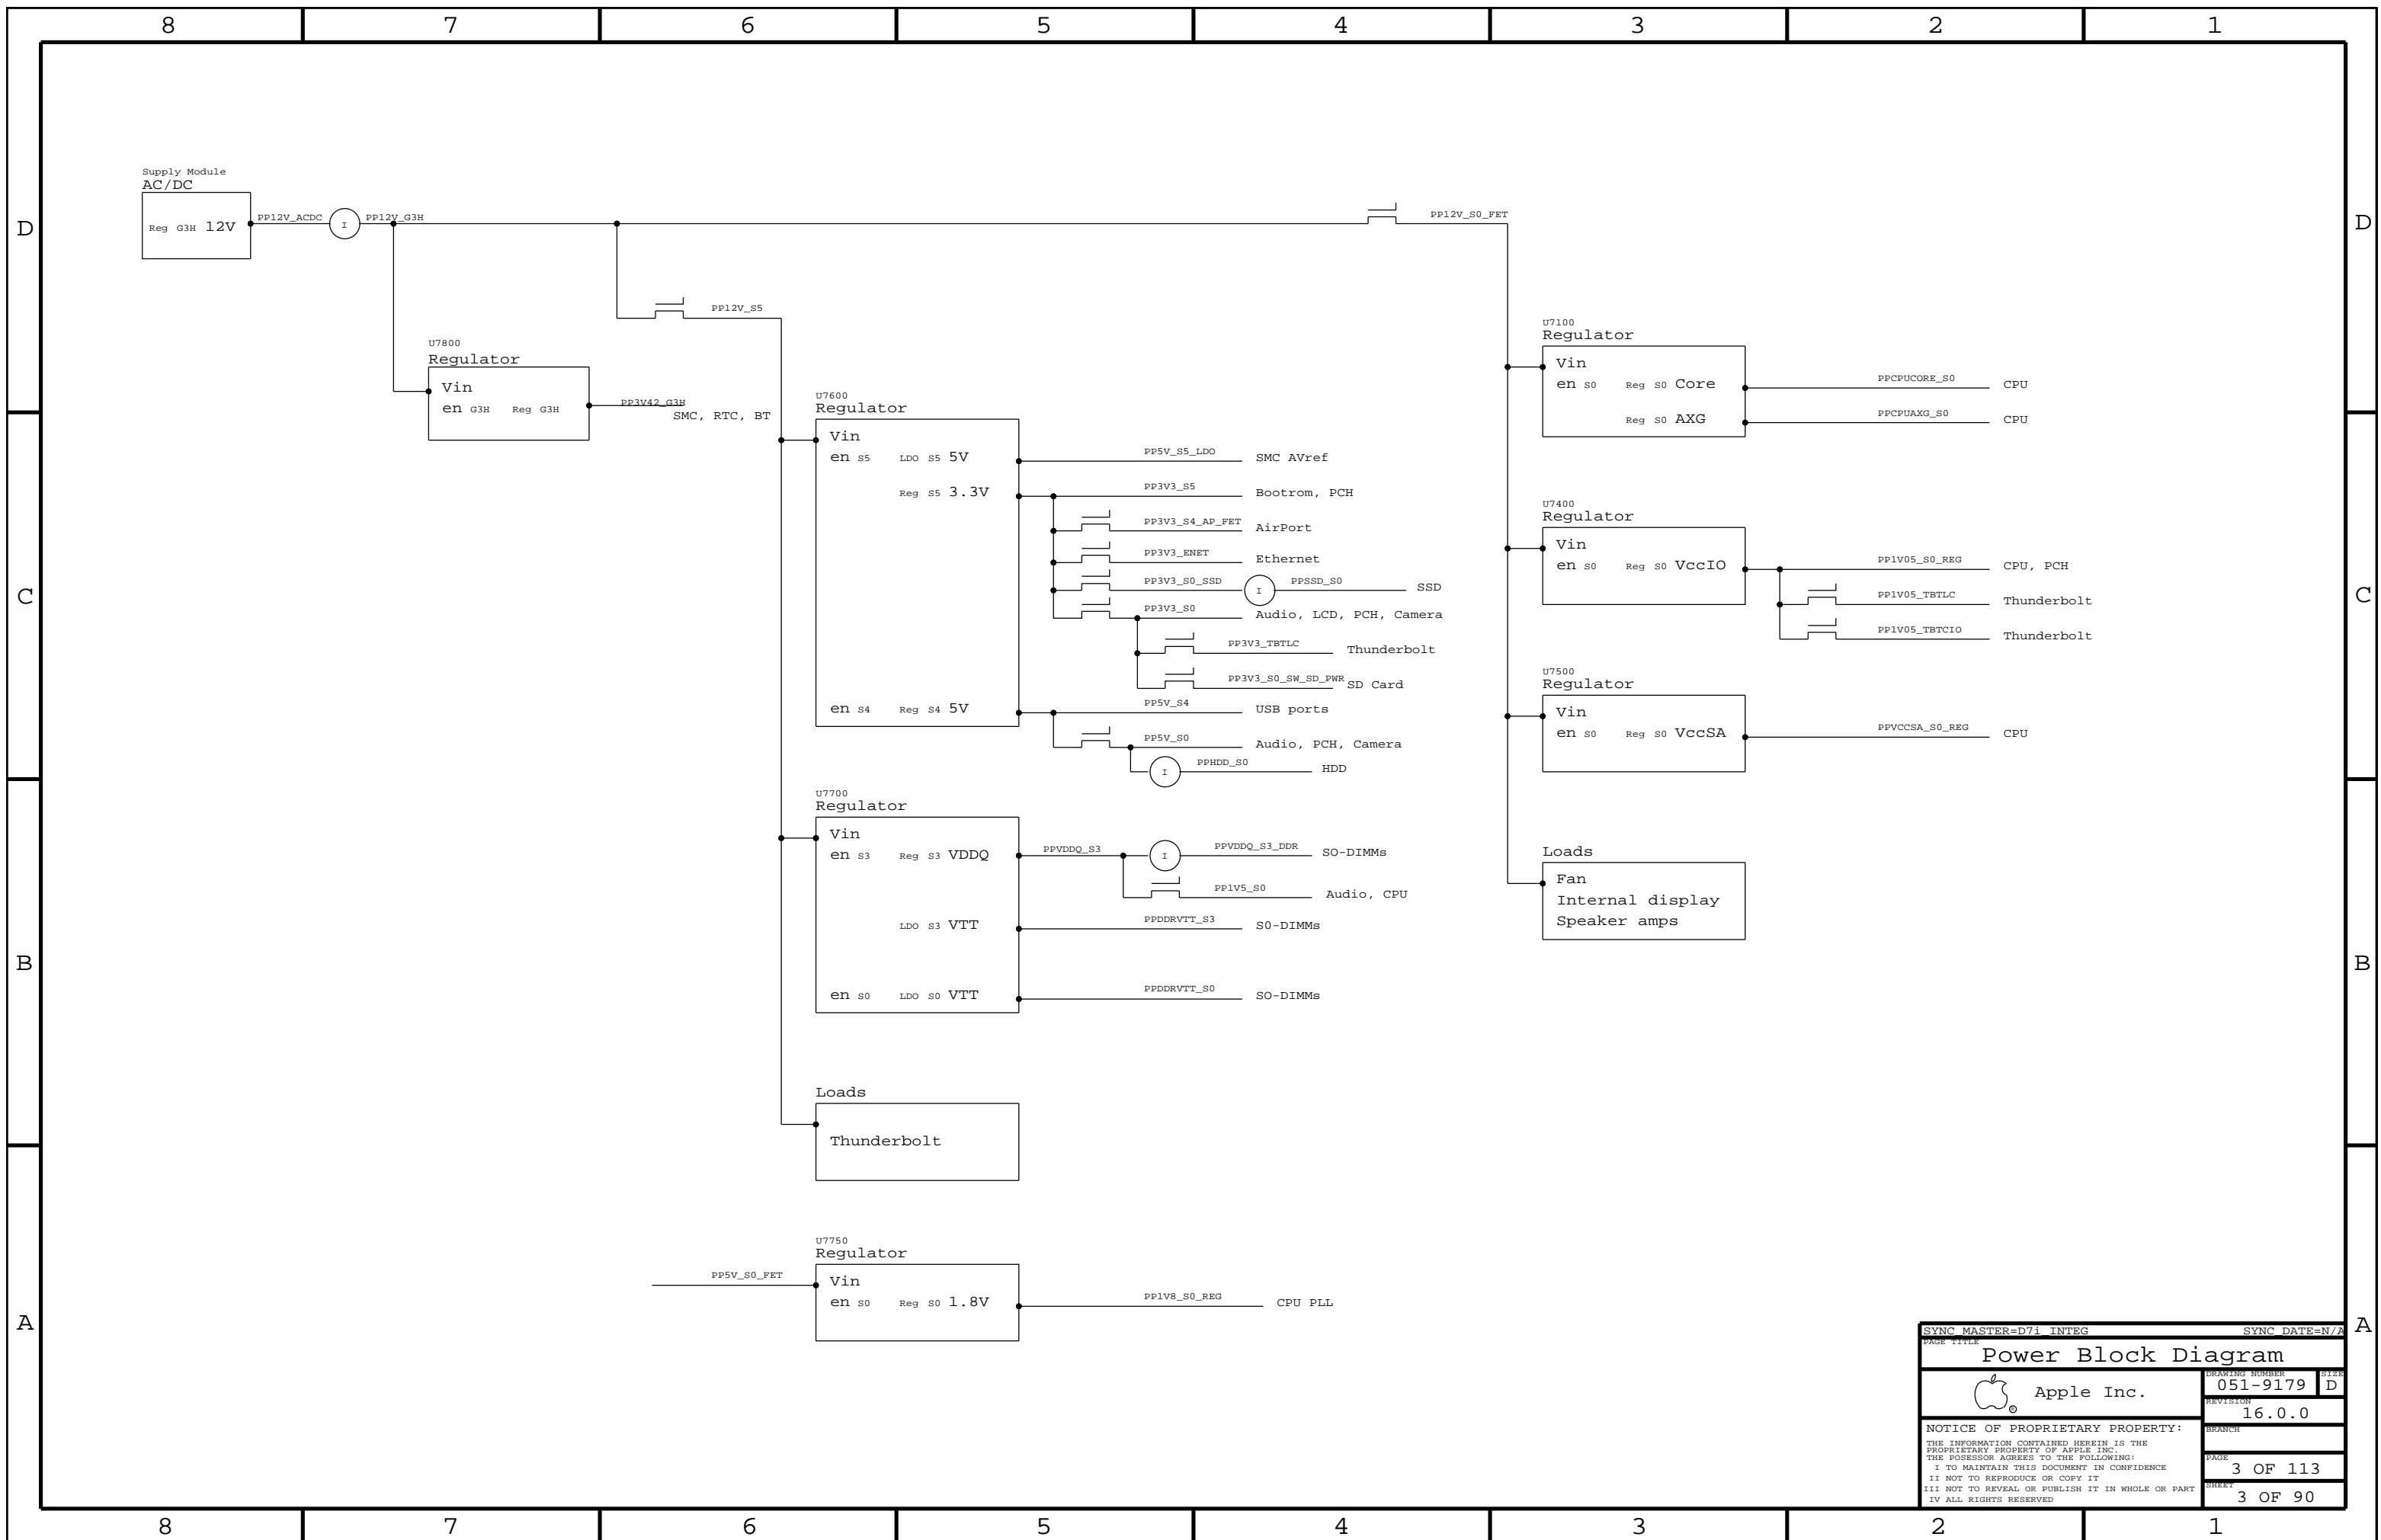 8 7 6 5 4 3 2 1
D
C
B
A
D
C
B
A
Supply Module
AC/DC
Reg G3H 12V
PP12V_ACDC
I
PP12V_G3H
PP12V_S0_FET
PP12V_S5
U7800
Regulator
Vin
en G3H Reg G3H
PP3V42_G3H
SMC, RTC, BT
U7600
Regulator
Vin
en S5 LDO S5 5V
PP5V_S5_LDO
SMC AVref
Reg S5 3.3V
PP3V3_S5
Bootrom, PCH
PP3V3_S4_AP_FET
AirPort
PP3V3_ENET
Ethernet
PP3V3_S0_SSD
I
PPSSD_S0
SSD
PP3V3_S0
Audio, LCD, PCH, Camera
PP3V3_TBTLC
Thunderbolt
PP3V3_S0_SW_SD_PWR
SD Card
en S4 Reg S4 5V
PP5V_S4
USB ports
PP5V_S0
Audio, PCH, Camera
I
PPHDD_S0
HDD
U7700
Regulator
Vin
en S3 Reg S3 VDDQ
PPVDDQ_S3
I
PPVDDQ_S3_DDR
SO-DIMMs
PP1V5_S0
Audio, CPU
LDO S3 VTT
PPDDRVTT_S3
S0-DIMMs
en S0 LDO S0 VTT
PPDDRVTT_S0
SO-DIMMs
Loads
Thunderbolt
U7750
Regulator
PP5V_S0_FET
Vin
en S0 Reg S0 1.8V
PP1V8_S0_REG
CPU PLL
U7100
Regulator
Vin
en S0 Reg S0 Core
PPCPUCORE_S0
CPU
Reg S0 AXG
PPCPUAXG_S0
CPU
U7400
Regulator
Vin
en S0 Reg S0 VccIO
PP1V05_S0_REG
CPU, PCH
PP1V05_TBTLC
Thunderbolt
PP1V05_TBTCIO
Thunderbolt
U7500
Regulator
Vin
en S0 Reg S0 VccSA
PPVCCSA_S0_REG
CPU
Loads
Fan
Internal display
Speaker amps
SYNC_MASTER=D7i_INTEG SYNC_DATE=N/A
PAGE TITLE
Power Block Diagram
Apple Inc.
®
DRAWING NUMBER
051-9179
SIZE
D
REVISION
16.0.0
NOTICE OF PROPRIETARY PROPERTY:
THE INFORMATION CONTAINED HEREIN IS THE
PROPRIETARY PROPERTY OF APPLE INC.
THE POSESSOR AGREES TO THE FOLLOWING:
I TO MAINTAIN THIS DOCUMENT IN CONFIDENCE
II NOT TO REPRODUCE OR COPY IT
III NOT TO REVEAL OR PUBLISH IT IN WHOLE OR PART
IV ALL RIGHTS RESERVED
BRANCH
PAGE
3 OF 113
SHEET
3 OF 90
8 7 6 5 4 3 2 1